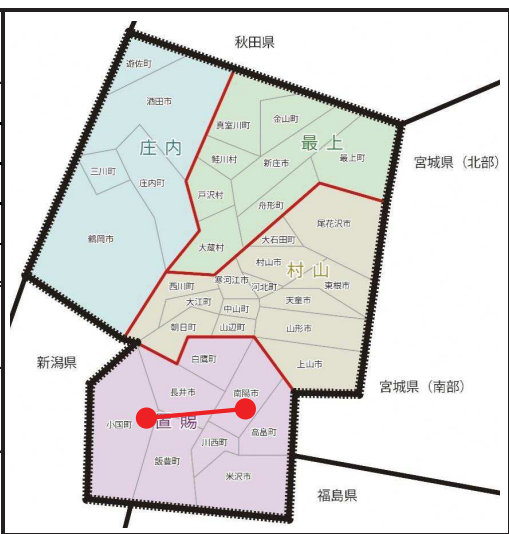 秋田県
遊佐町
酒田市
金山町
真室川町
庄内
最上
最上町
宮城県（北部）
三川町
庄内町
鮭川村
新庄市
戸沢村
舟形町
尾花沢市
鶴岡市
大蔵村
大石田町
村山市
村山
西川町
寒河江市
河北町
東根市
大江町
中山町
天童市
朝日町
山辺町
山形市
新潟県
白鷹町
上山市
宮城県（南部）
長井市
南陽市
小国町
置賜
高畠町
川西町
飯豊町
米沢市
福島県